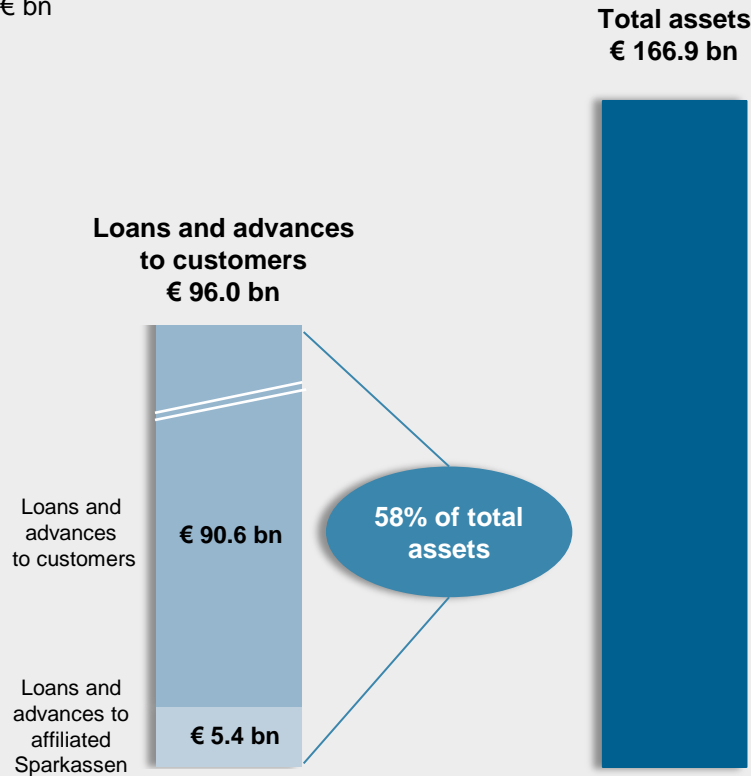 € bn
Total assets
€ 166.9 bn
Loans and advances
to customers
€ 96.0 bn
Loans and
advances
to customers
€ 90.6 bn
58% of total
assets
Loans and
advances to
affiliated
Sparkassen
€ 5.4 bn